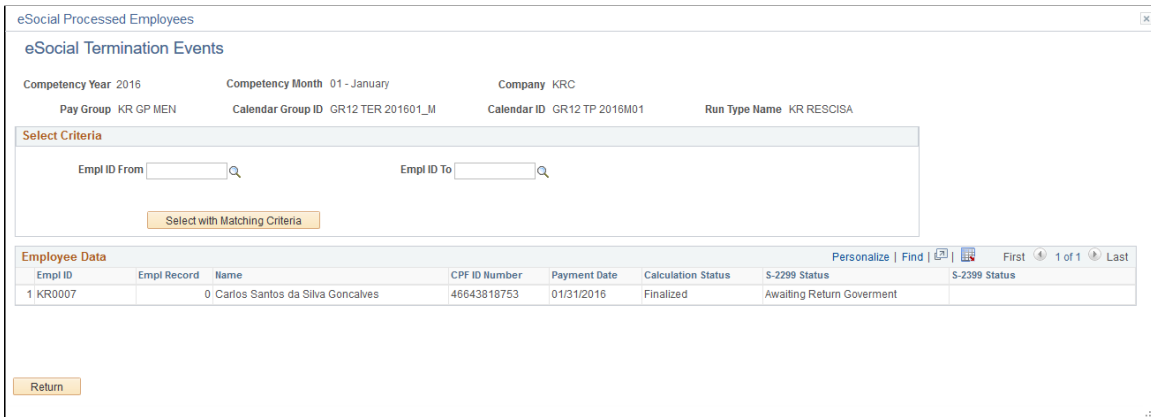 eSocial Processed Employees
eSocial Termination Events
Competency Year 2016 Competency Month 01 - January Company KRC
Pay Group KR GP MEN Calendar Group ID GR12 TER 201601_M Calendar ID GR12 TP 2016M01 Run Type Name KR RESCISA
Select Criteria
Empl ID From Empl ID To
Select with Matching Criteria
Employee Data Personalize | Find | | First 1 of 1 Last
Empl ID Empl Record Name CPF ID Number Payment Date Calculation Status S-2299 Status S-2399 Status
1 KR0007 0 Carlos Santos da Silva Goncalves 46643818753 01/31/2016 Finalized Awaiting Return Goverment
Return